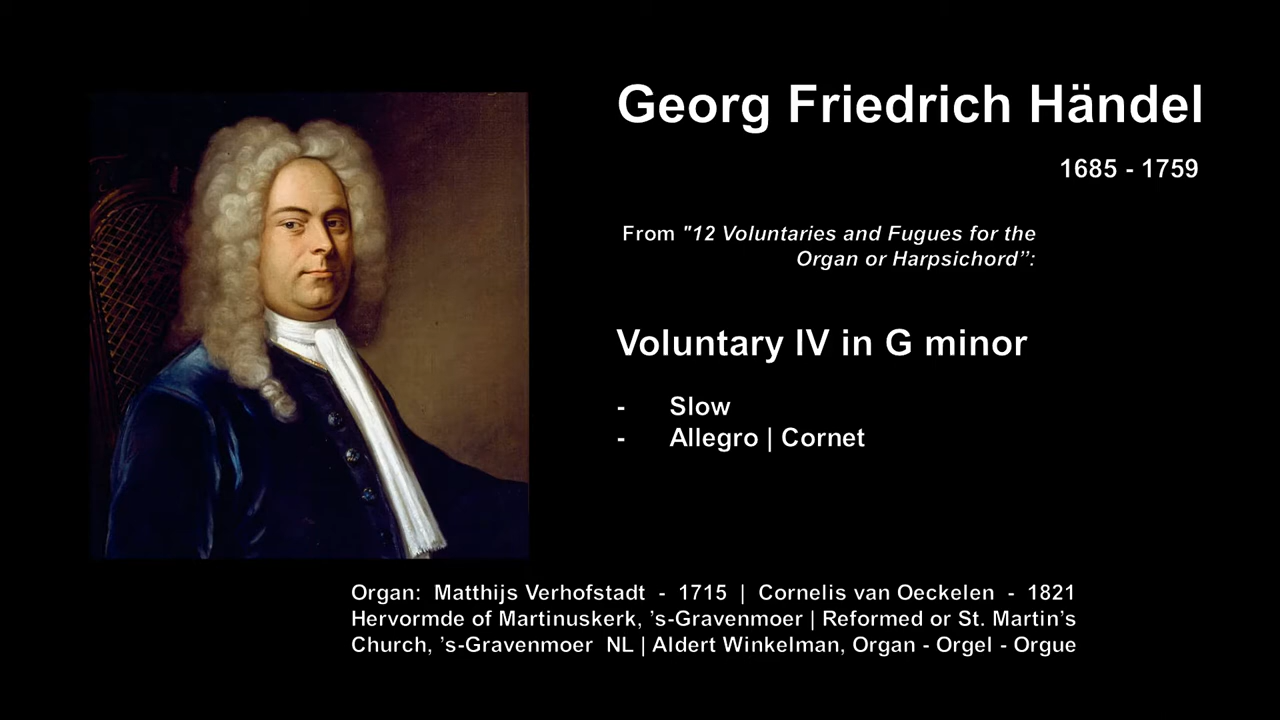 Georg Friedrich Händel
1685 - 1759
From "12 Voluntaries and Fugues for the
Organ or Harpsichord”:
Voluntary IV in G minor
- Slow
- Allegro | Cornet
Organ: Matthijs Verhofstadt - 1715 | Cornelis van Oeckelen - 1821
Hervormde of Martinuskerk, ’s-Gravenmoer | Reformed or St. Martin’s
Church, ’s-Gravenmoer NL | Aldert Winkelman, Organ - Orgel - Orgue